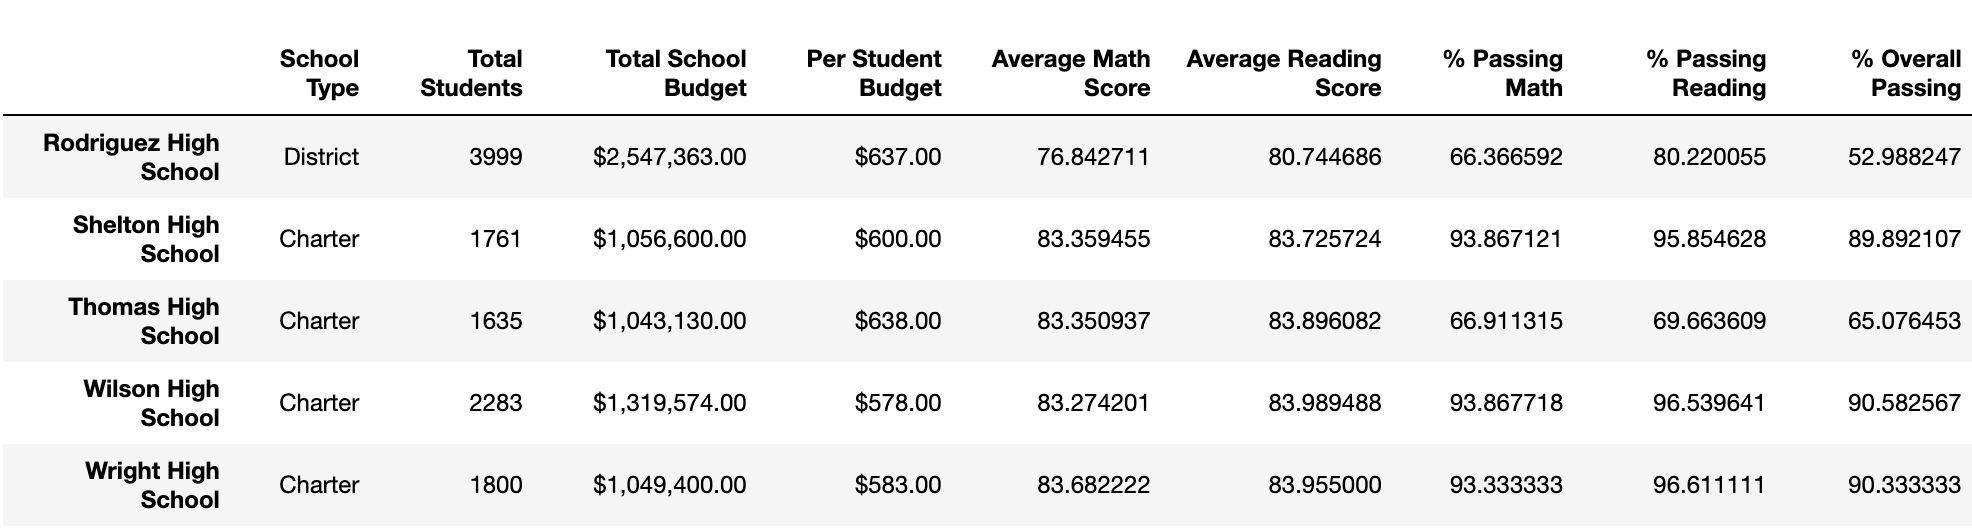 School Total Total School Per Student Average Math Average Reading % Passing % Passing % Overall
Type Students Budget Budget Score Score Math Reading Passing
Rodriguez High
School District 3999 $2,547,363.00 $637.00 76.842711 80.744686 66.366592 80.220055 52.988247
Shelton High
School Charter 1761 $1,056,600.00 $600.00 83.359455 83.725724 93.867121 95.854628 89.892107
Thomas High
School Charter 1635 $1,043,130.00 $638.00 83.350937 83.896082 66.911315 69.663609 65.076453
Wilson High
School Charter 2283 $1,319,574.00 $578.00 83.274201 83.989488 93.867718 96.539641 90.582567
Wright High
School Charter 1800 $1,049,400.00 $583.00 83.682222 83.955000 93.333333 96.611111 90.333333